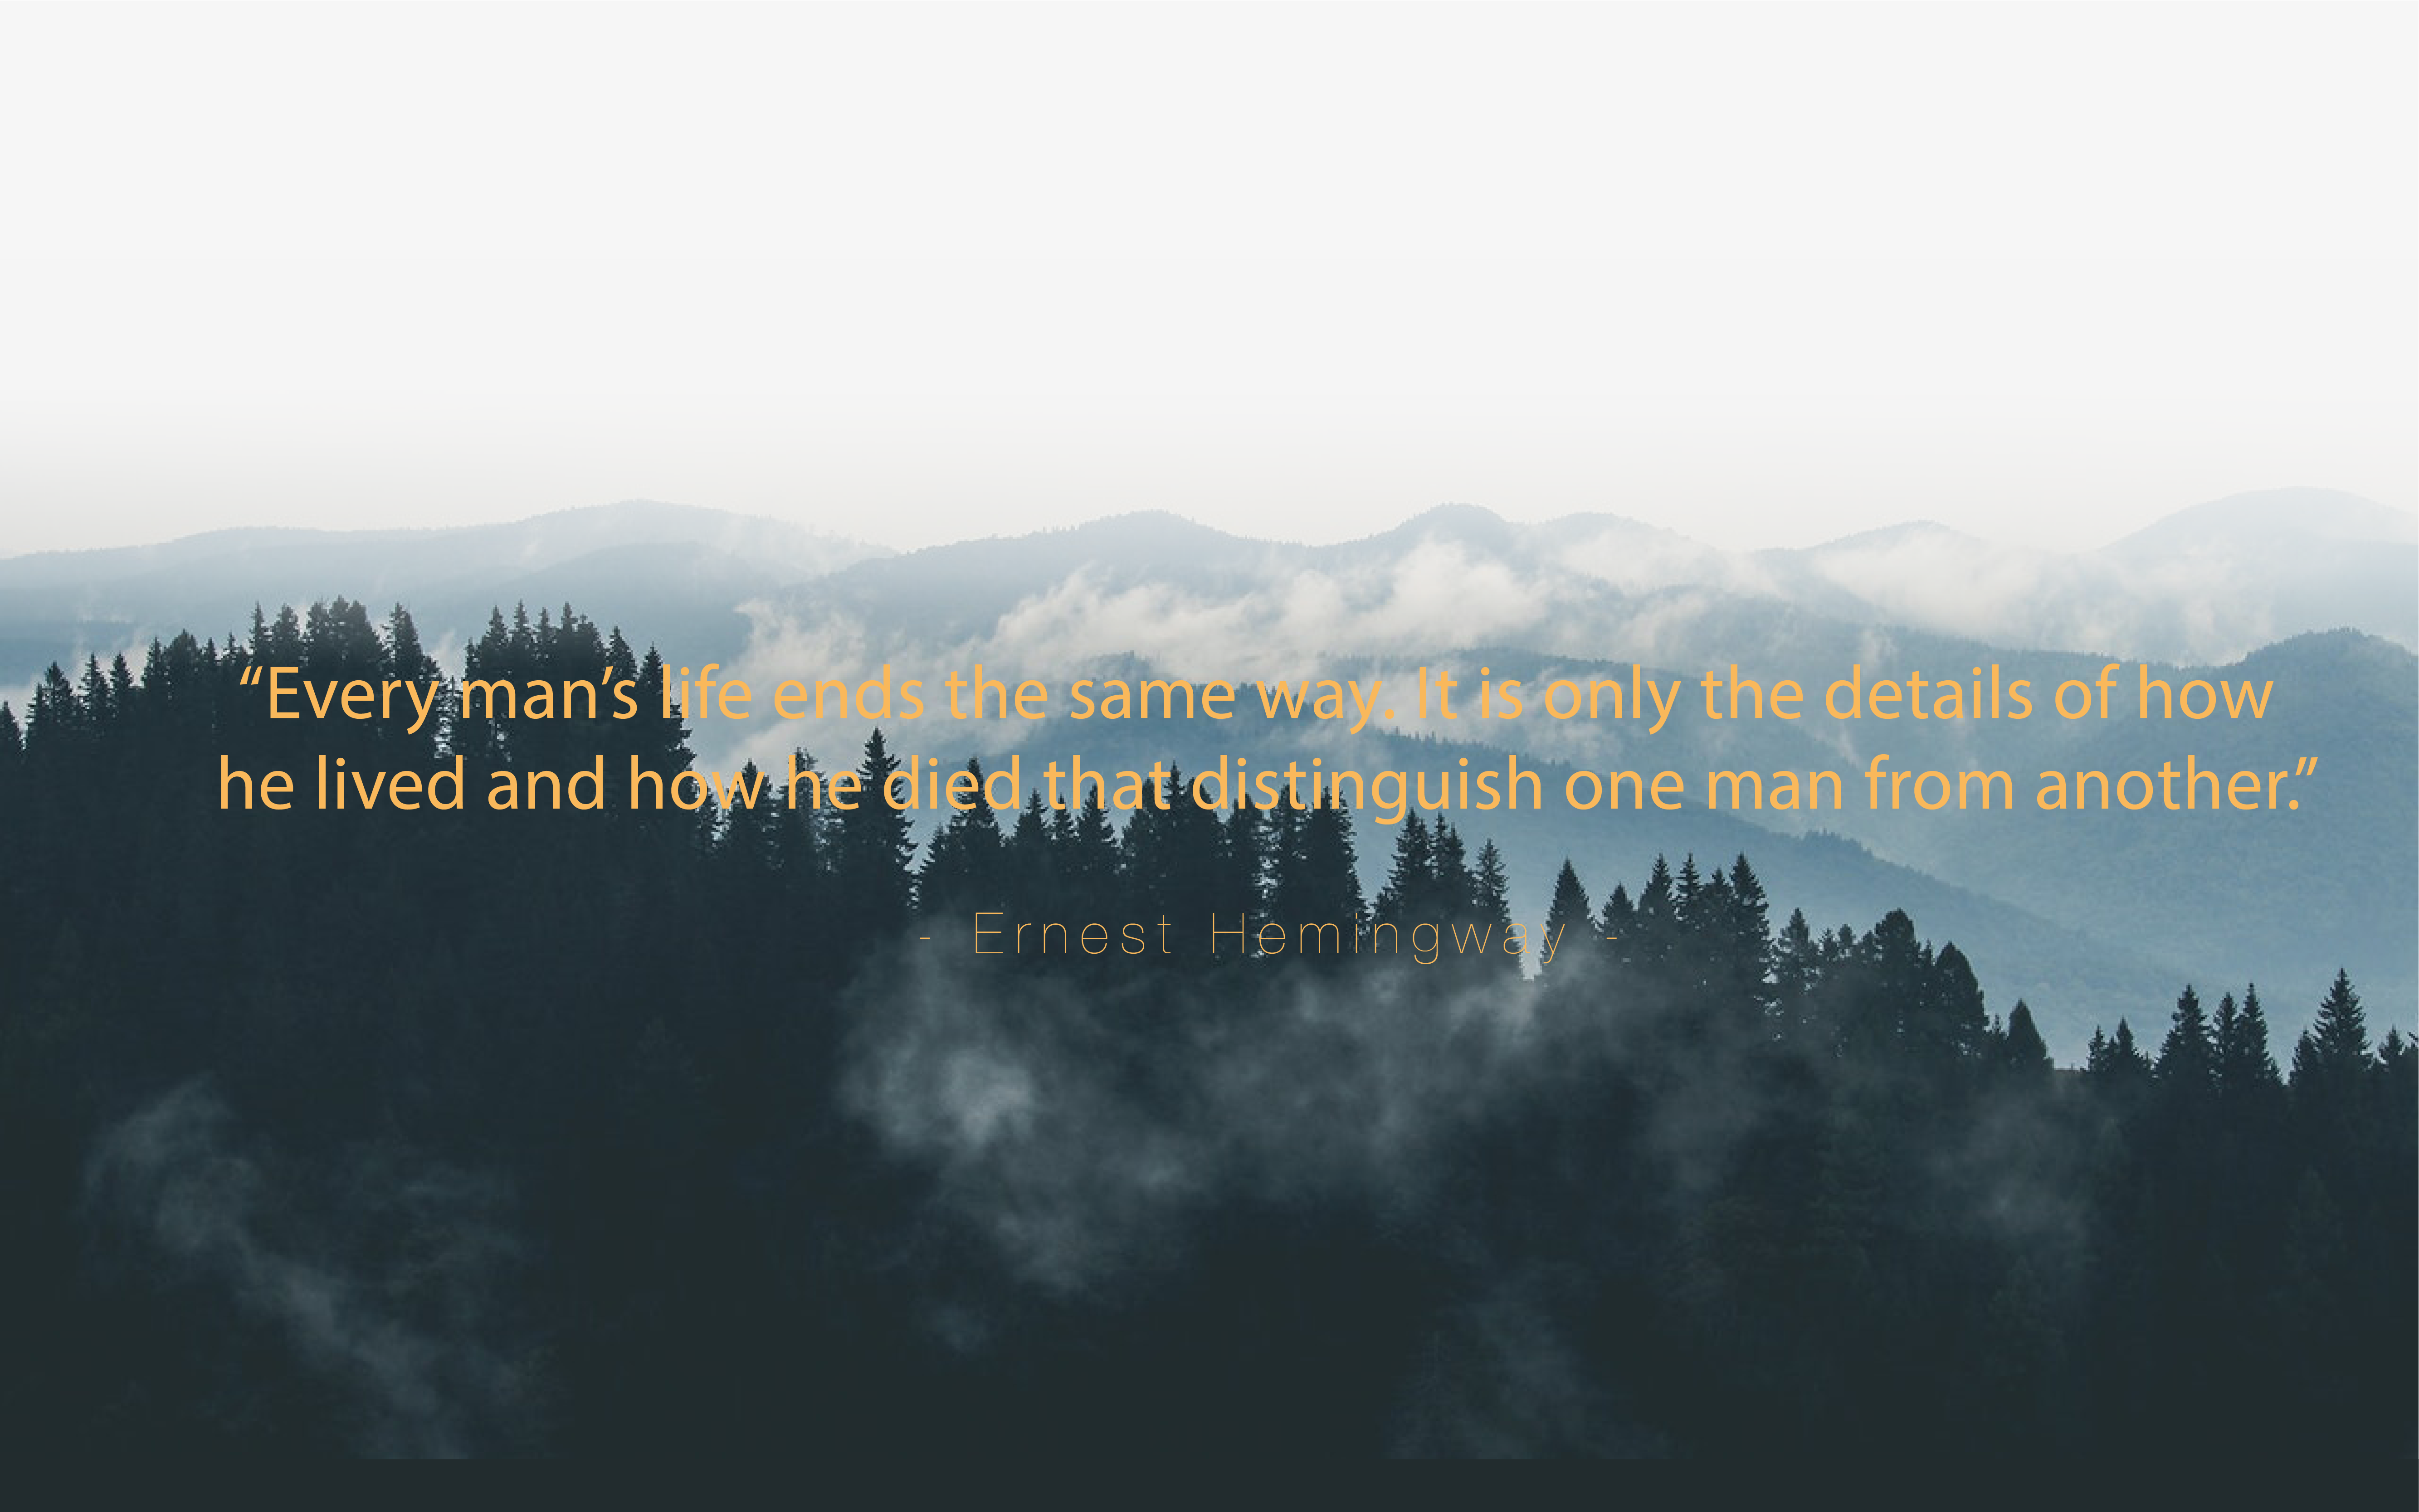 “Every man’s life ends the same way. It is only the details of how
he lived and how he died that distinguish one man from another.”
- Ernest Hemingway -